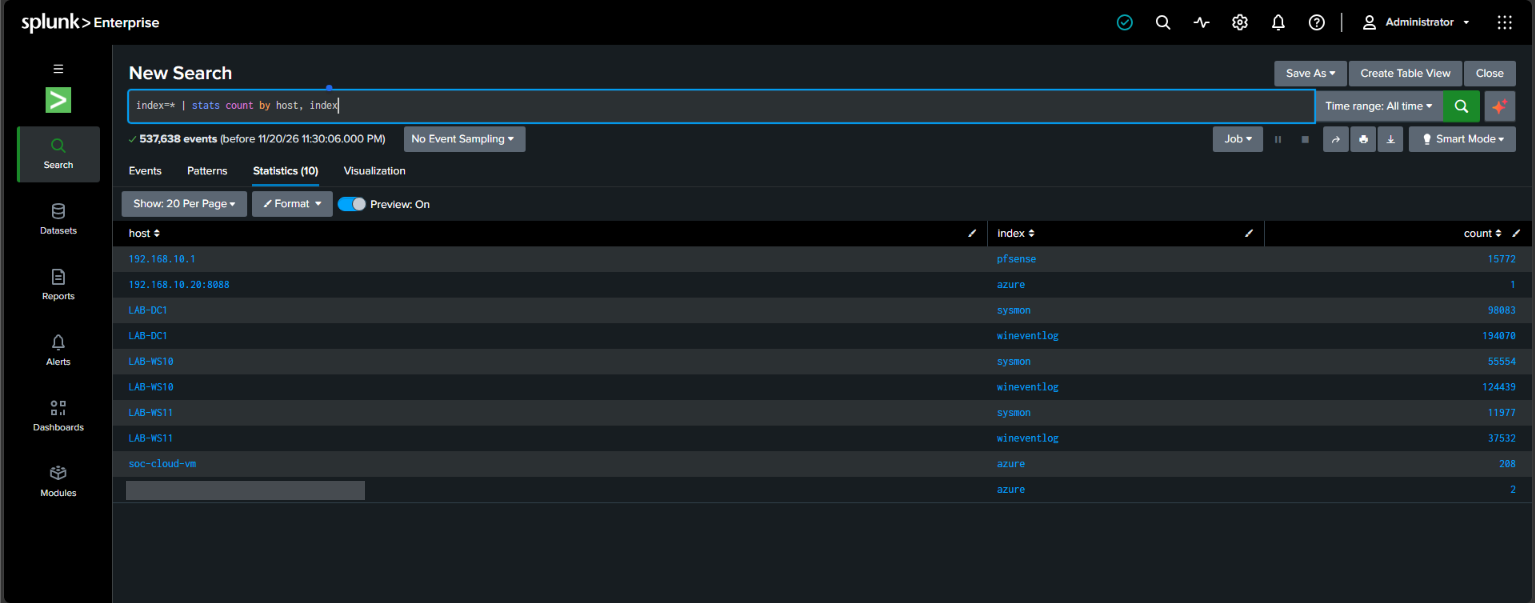 splunk> Enterprise
Administrator
New Search
Save As
Create Table View
Close
index=* | stats count by host, index
Time range: All time
537,638 events (before 11/20/26 11:30:06.000 PM)
No Event Sampling
Job
Smart Mode
Events
Patterns
Statistics (10)
Visualization
Show: 20 Per Page
Format
Preview: On
host index count
192.168.10.1 pfsense 15772
192.168.10.20:8088 azure 1
LAB-DC1 sysmon 98083
LAB-DC1 wineventlog 194070
LAB-WS10 sysmon 55554
LAB-WS10 wineventlog 124439
LAB-WS11 sysmon 11977
LAB-WS11 wineventlog 37532
soc-cloud-vm azure 208
azure 2
Search
Datasets
Reports
Alerts
Dashboards
Modules